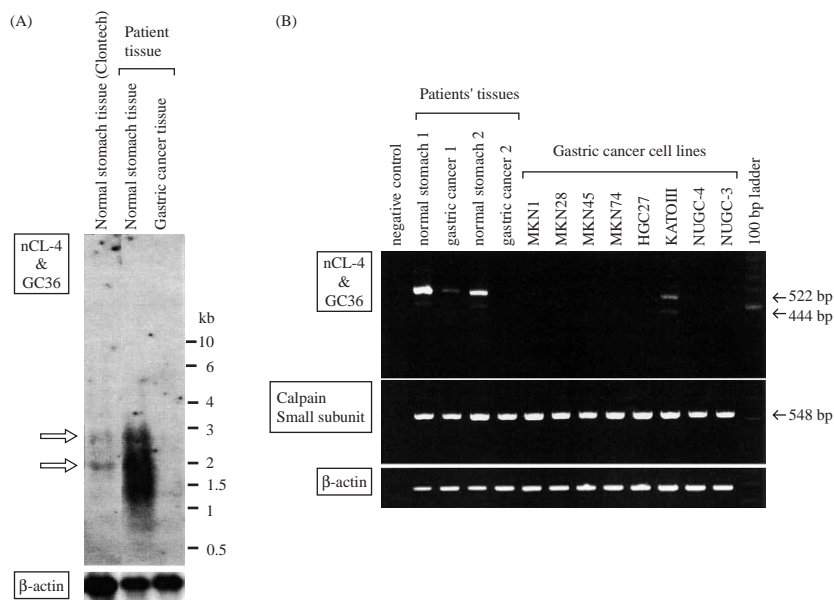 (A)
Patient
tissue
Normal stomach tissue (Clontech)
Normal stomach tissue
Gastric cancer tissue
nCL-4
&
GC36
kb
10
6
4
3
2
1.5
1
0.5
β-actin
(B)
Patients' tissues
Gastric cancer cell lines
negative control
normal stomach 1
gastric cancer 1
normal stomach 2
gastric cancer 2
MKN1
MKN28
MKN45
MKN74
HGC27
KATOIII
NUGC-4
NUGC-3
100 bp ladder
nCL-4
&
GC36
←522 bp
←444 bp
Calpain
Small subunit
←548 bp
β-actin